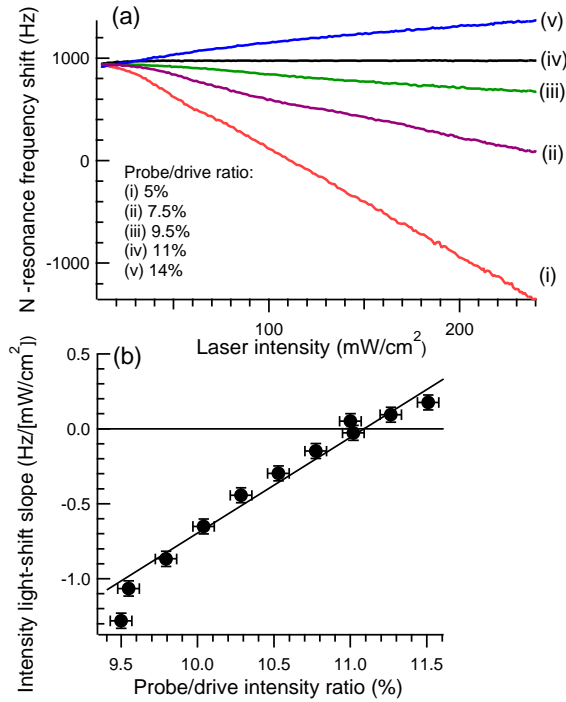 (a)
N -resonance frequency shift (Hz)
1000
0
-1000
(v)
(iv)
(iii)
(ii)
(i)
Probe/drive ratio:
(i) 5%
(ii) 7.5%
(iii) 9.5%
(iv) 11%
(v) 14%
100
200
Laser intensity (mW/cm²)
(b)
Intensity light-shift slope (Hz/[mW/cm²])
0.5
0.0
-0.5
-1.0
9.5
10.0
10.5
11.0
11.5
Probe/drive intensity ratio (%)